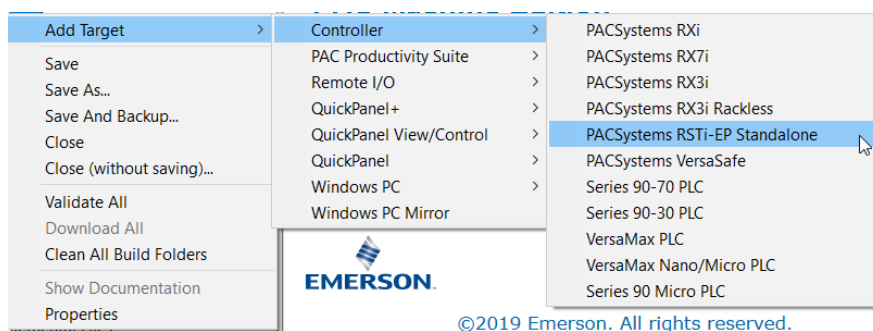 Add Target
Save
Save As...
Save And Backup...
Close
Close (without saving)...
Validate All
Download All
Clean All Build Folders
Show Documentation
Properties
Controller
PAC Productivity Suite
Remote I/O
QuickPanel+
QuickPanel View/Control
QuickPanel
Windows PC
Windows PC Mirror
PACSystems RXi
PACSystems RX7i
PACSystems RX3i
PACSystems RX3i Rackless
PACSystems RSTi-EP Standalone
PACSystems VersaSafe
Series 90-70 PLC
Series 90-30 PLC
VersaMax PLC
VersaMax Nano/Micro PLC
Series 90 Micro PLC
EMERSON.
©2019 Emerson. All rights reserved.